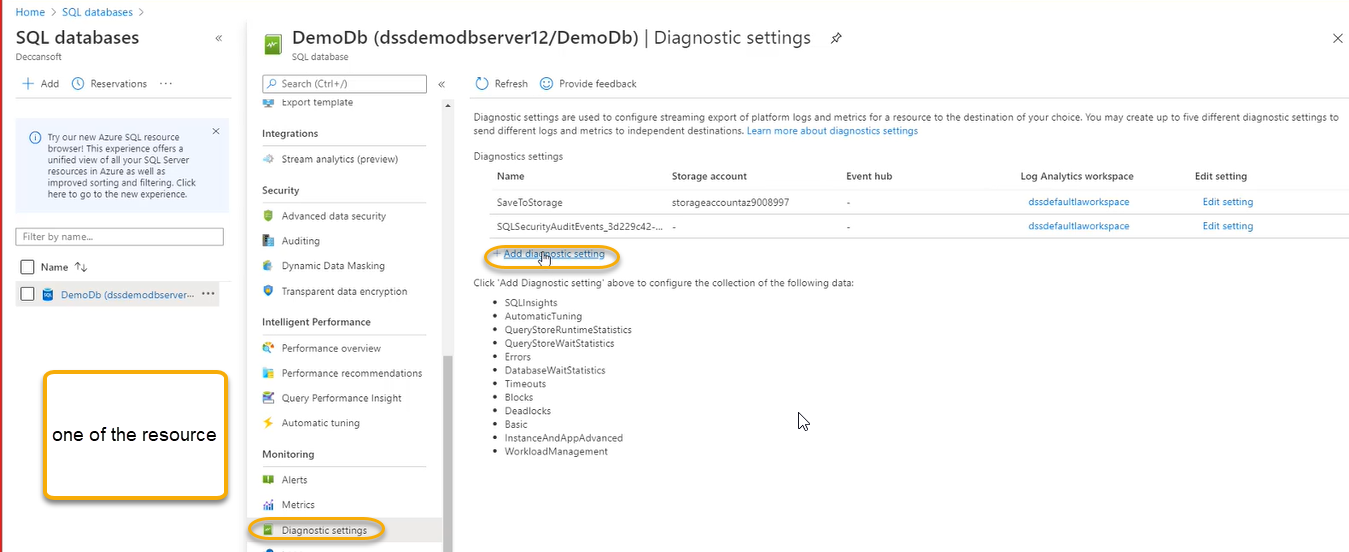 Home > SQL databases >
SQL databases
«
Deccansoft
+ Add
Reservations
···
Try our new Azure SQL resource
browser! This experience offers a
unified view of all your SQL Server
resources in Azure as well as
improved sorting and filtering. Click
here to go to the new experience.
Filter by name...
Name ↑↓
DemoDb (dssdemodbserver... ···
one of the resource
DemoDb (dssdemodbserver12/DemoDb) | Diagnostic settings
SQL database
Search (Ctrl+/)
«
Export template
Integrations
Stream analytics (preview)
Security
Advanced data security
Auditing
Dynamic Data Masking
Transparent data encryption
Intelligent Performance
Performance overview
Performance recommendations
Query Performance Insight
Automatic tuning
Monitoring
Alerts
Metrics
Diagnostic settings
Refresh
Provide feedback
Diagnostic settings are used to configure streaming export of platform logs and metrics for a resource to the destination of your choice. You may create up to five different diagnostic settings to
send different logs and metrics to independent destinations. Learn more about diagnostics settings
Diagnostics settings
Name Storage account Event hub Log Analytics workspace Edit setting
SaveToStorage storageaccountaz9008997 - dssdefaultlaworkspace Edit setting
SQLSecurityAuditEvents_3d229c42-... - - dssdefaultlaworkspace Edit setting
+ Add diagnostic setting
Click 'Add Diagnostic setting' above to configure the collection of the following data:
• SQLInsights
• AutomaticTuning
• QueryStoreRuntimeStatistics
• QueryStoreWaitStatistics
• Errors
• DatabaseWaitStatistics
• Timeouts
• Blocks
• Deadlocks
• Basic
• InstanceAndAppAdvanced
• WorkloadManagement